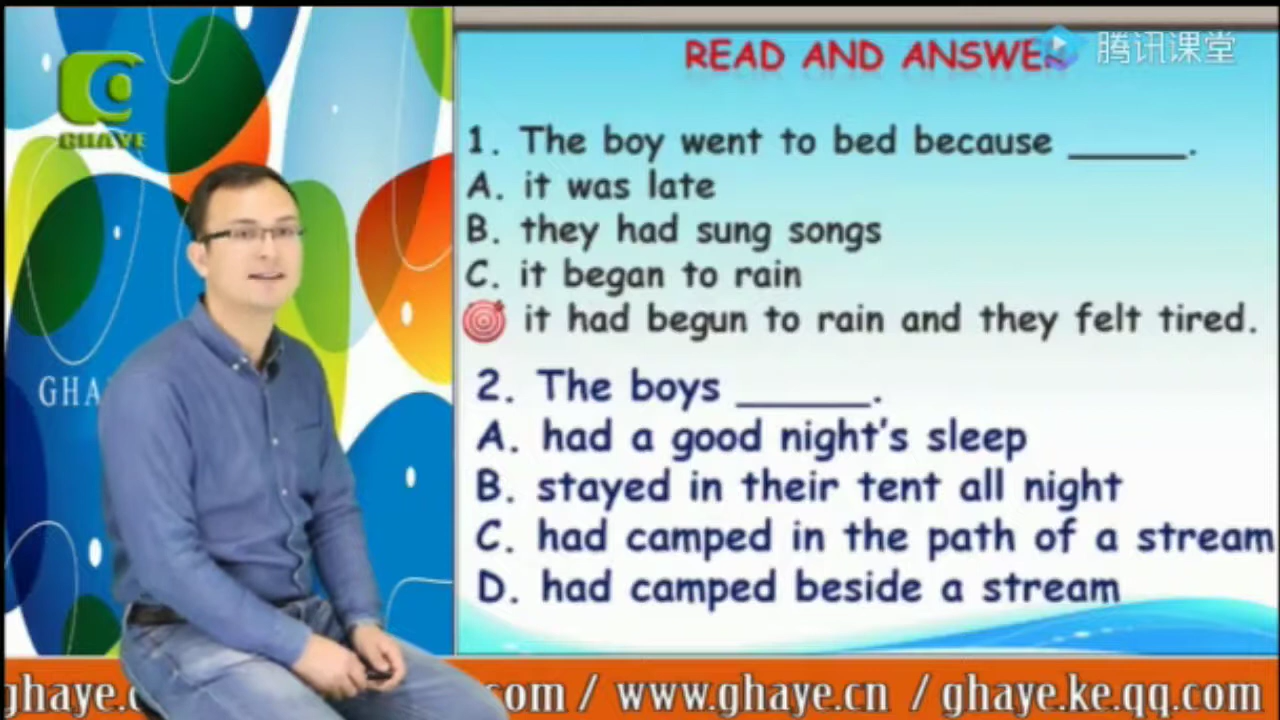 GHAYE
GHA
READ AND ANSWER
腾讯课堂
1. The boy went to bed because _____.
A. it was late
B. they had sung songs
C. it began to rain
it had begun to rain and they felt tired.
2. The boys _____.
A. had a good night's sleep
B. stayed in their tent all night
C. had camped in the path of a stream
D. had camped beside a stream
ghaye.c com / www.ghaye.cn / ghaye.ke.qq.com